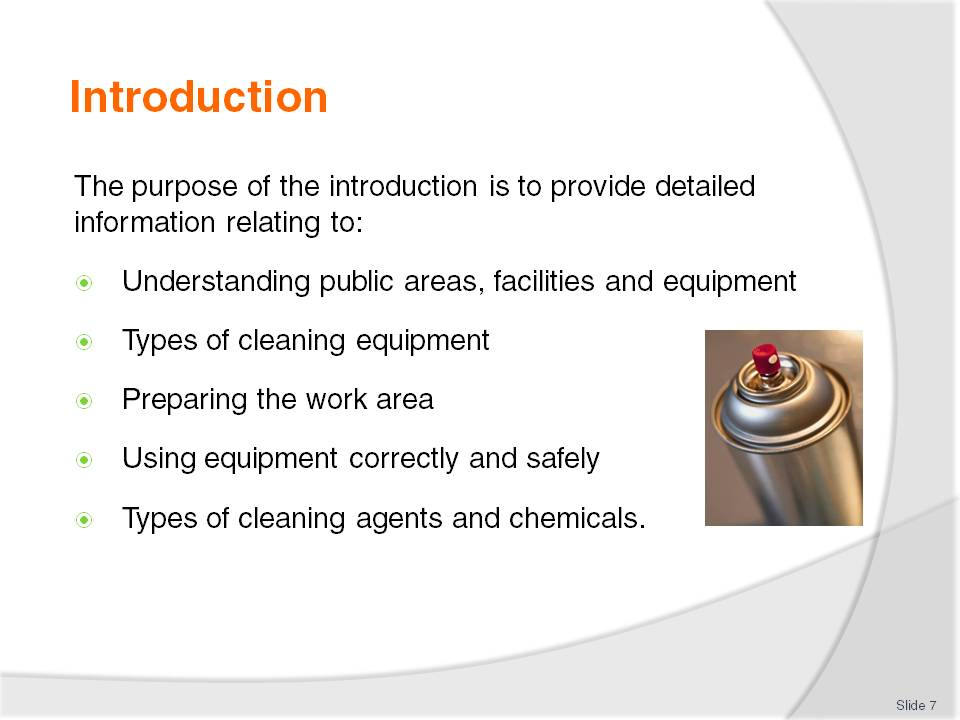 Introduction
The purpose of the introduction is to provide detailed
information relating to:
Understanding public areas, facilities and equipment
Types of cleaning equipment
Preparing the work area
Using equipment correctly and safely
Types of cleaning agents and chemicals.
Slide 7